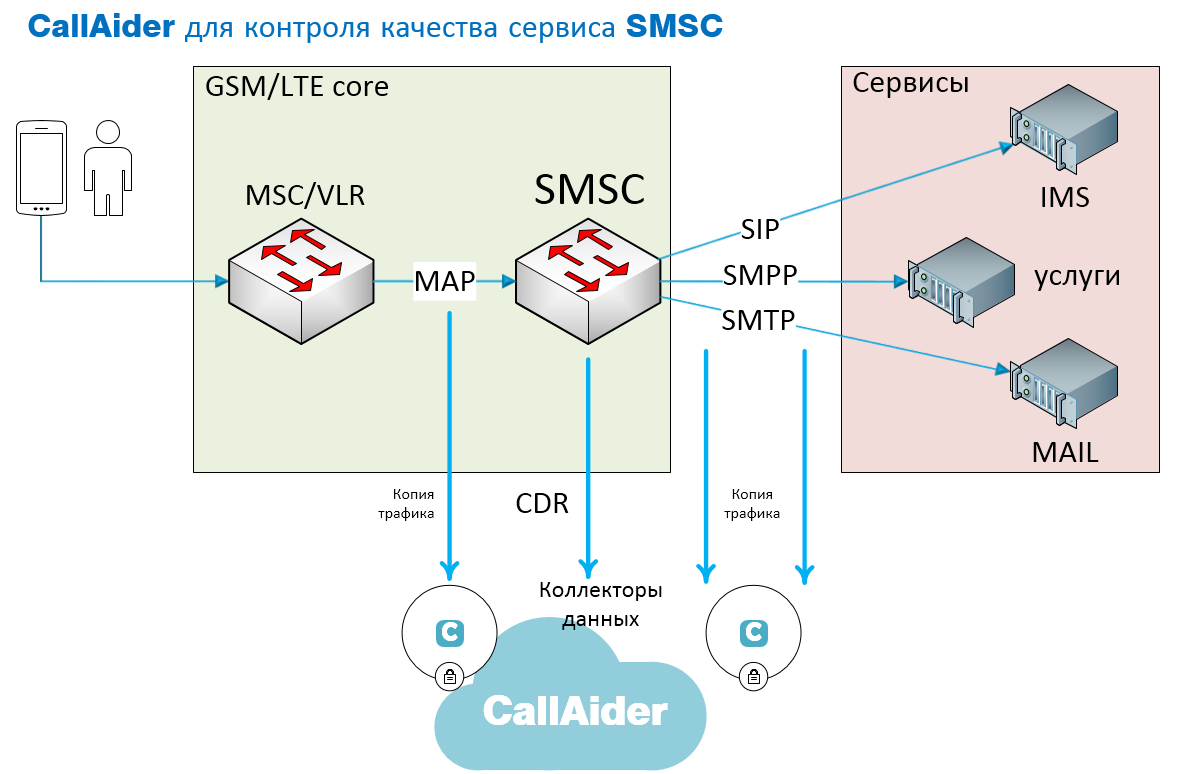 CallAider для контроля качества сервиса SMSC
GSM/LTE core
Сервисы
MSC/VLR
SMSC
IMS
SIP
MAP
SMPP
услуги
SMTP
MAIL
Копия
трафика
CDR
Копия
трафика
Коллекторы
данных
C
C
CallAider